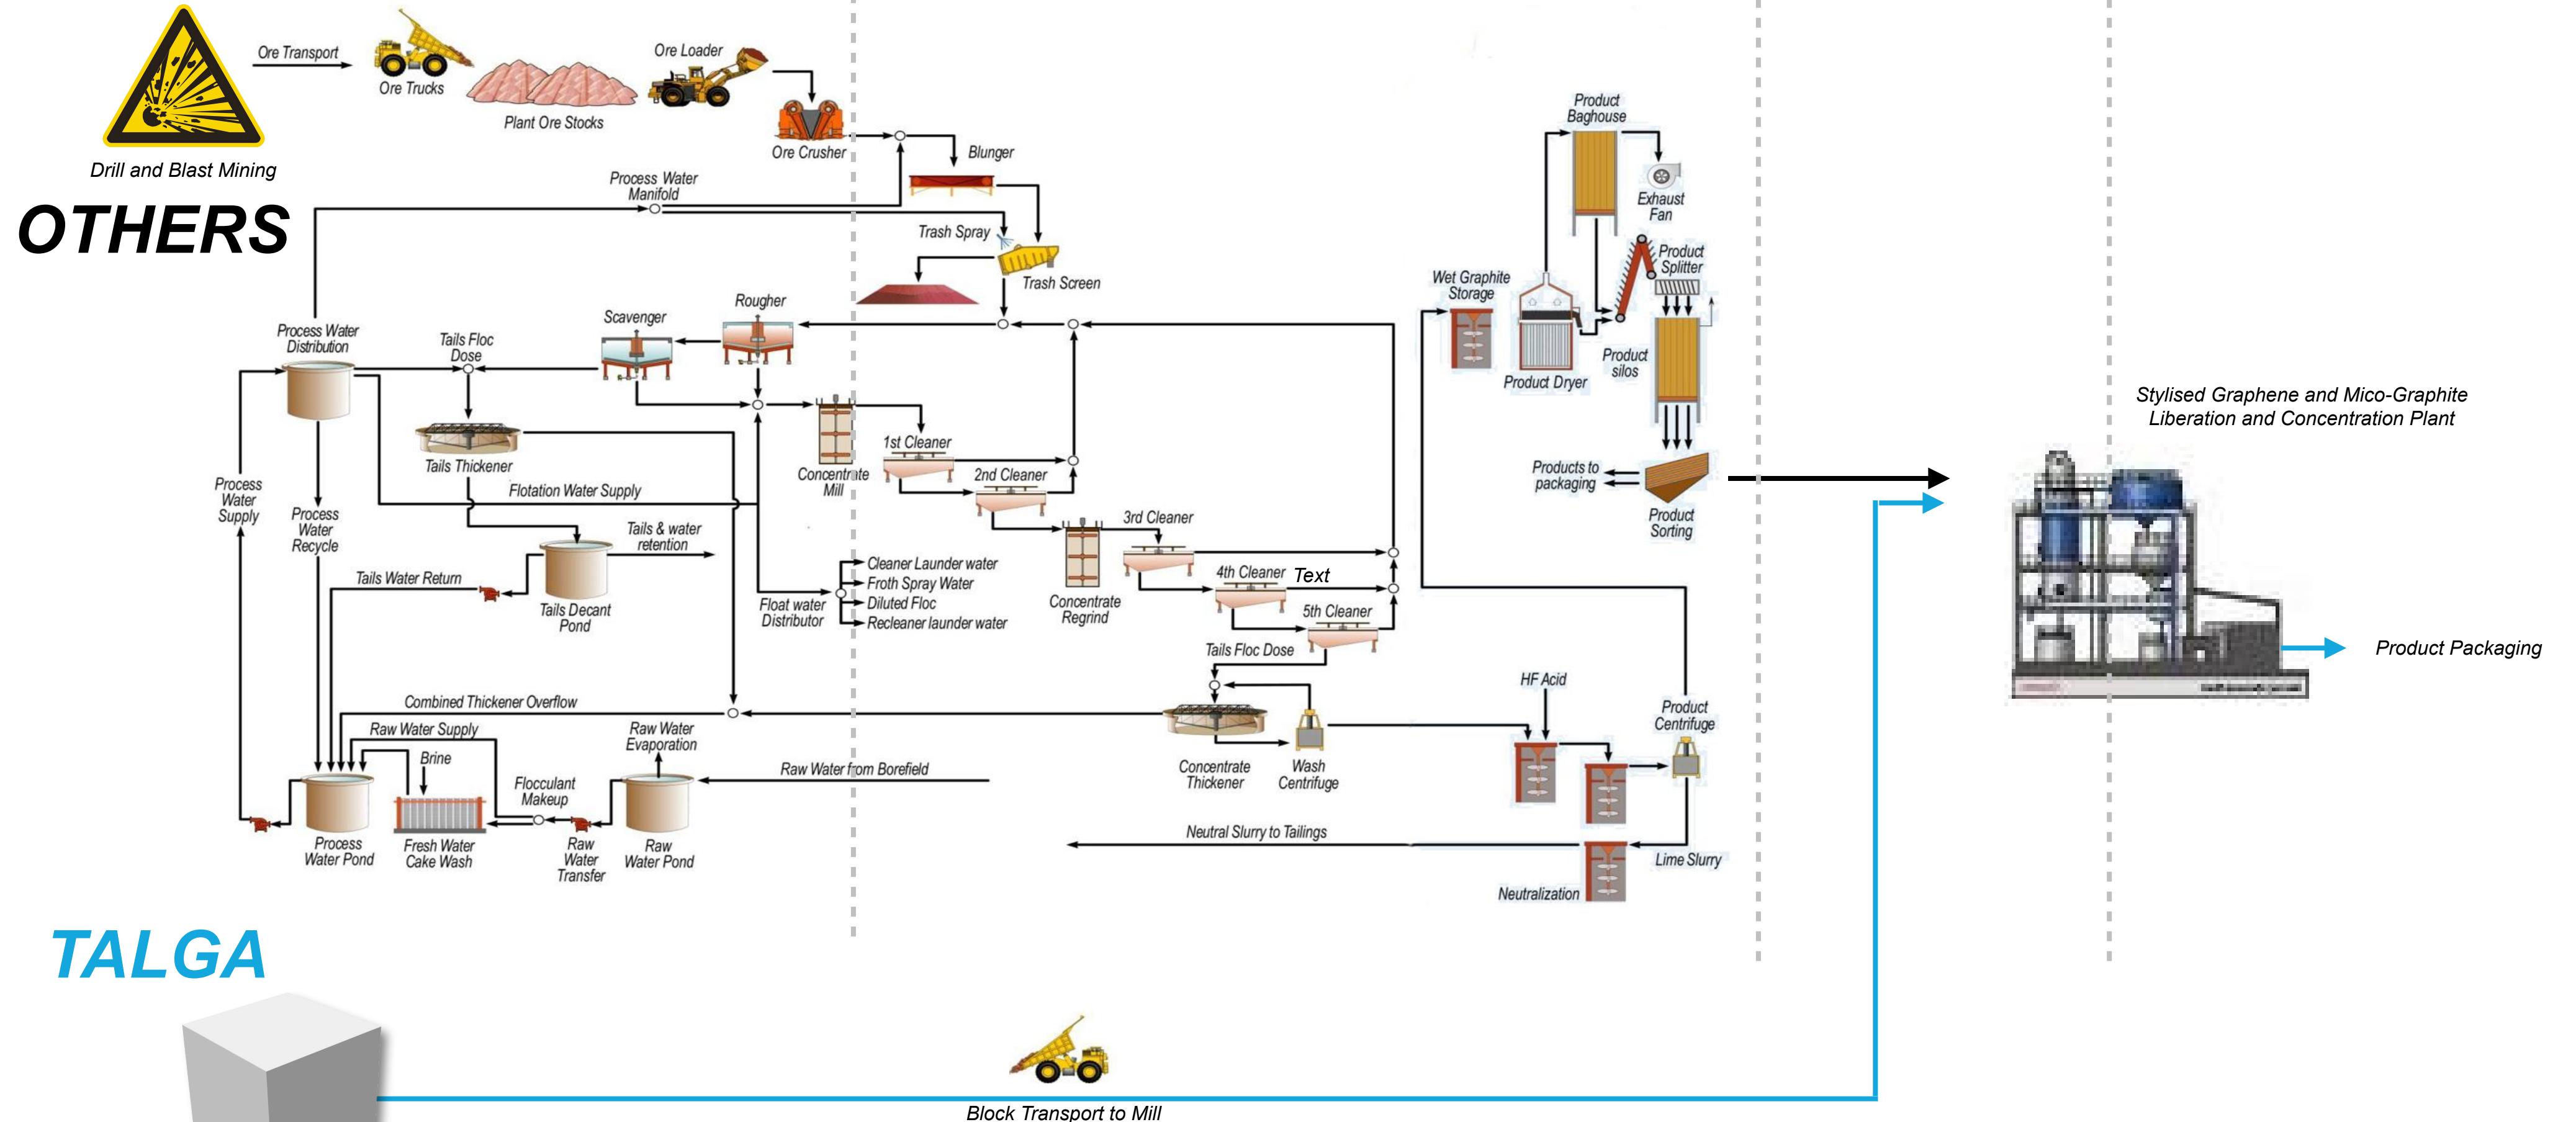 Ore Transport
Ore Trucks
Plant Ore Stocks
Ore Loader
Ore Crusher
Drill and Blast Mining
OTHERS
Process Water
Manifold
Blunger
Trash Spray
Trash Screen
Product
Baghouse
Exhaust
Fan
Product
Splitter
Wet Graphite
Storage
Product Dryer
Product
silos
Products to
packaging
Product
Sorting
Process Water
Distribution
Tails Floc
Dose
Scavenger
Rougher
Tails Thickener
Concentrate
Mill
1st Cleaner
2nd Cleaner
3rd Cleaner
4th Cleaner
Text
5th Cleaner
Concentrate
Regrind
Process
Water
Supply
Process
Water
Recycle
Flotation Water Supply
Tails & water
retention
Tails Water Return
Tails Decant
Pond
Float water
Distributor
Cleaner Launder water
Froth Spray Water
Diluted Floc
Recleaner launder water
Tails Floc Dose
Combined Thickener Overflow
Raw Water Supply
Brine
Raw Water
Evaporation
Flocculant
Makeup
Raw Water from Borefield
Concentrate
Thickener
Wash
Centrifuge
HF Acid
Product
Centrifuge
Process
Water Pond
Fresh Water
Cake Wash
Raw
Water
Transfer
Raw
Water Pond
Neutral Slurry to Tailings
Lime Slurry
Neutralization
Stylised Graphene and Mico-Graphite
Liberation and Concentration Plant
Product Packaging
TALGA
Block Transport to Mill